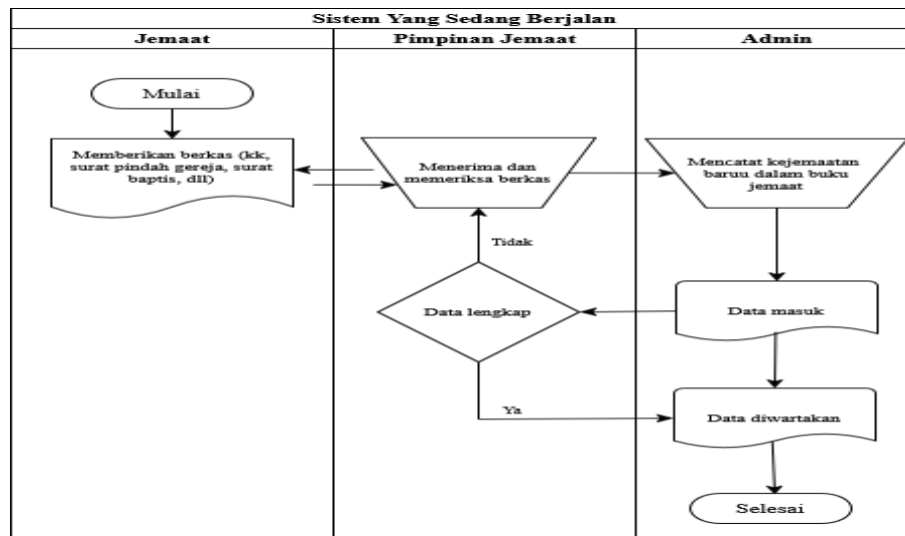 Sistem Yang Sedang Berjalan
Jemaat
Pimpinan Jemaat
Admin
Mulai
Memberikan berkas (kk,
surat pindah gereja, surat
baptis, dll)
Menerima dan
memeriksa berkas
Mencatat kejemaatan
baruu dalam buku
jemaat
Tidak
Data lengkap
Data masuk
Ya
Data diwartakan
Selesai